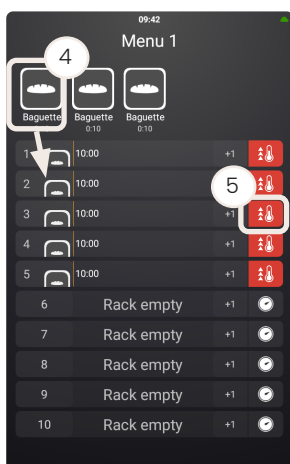 09:42
Menu 1
4
Baguette Baguette Baguette
0:10 0:10
1 10:00 +1
2 10:00
5
3 10:00 +1
4 10:00 +1
5 10:00 +1
6 Rack empty +1
7 Rack empty +1
8 Rack empty +1
9 Rack empty +1
10 Rack empty +1